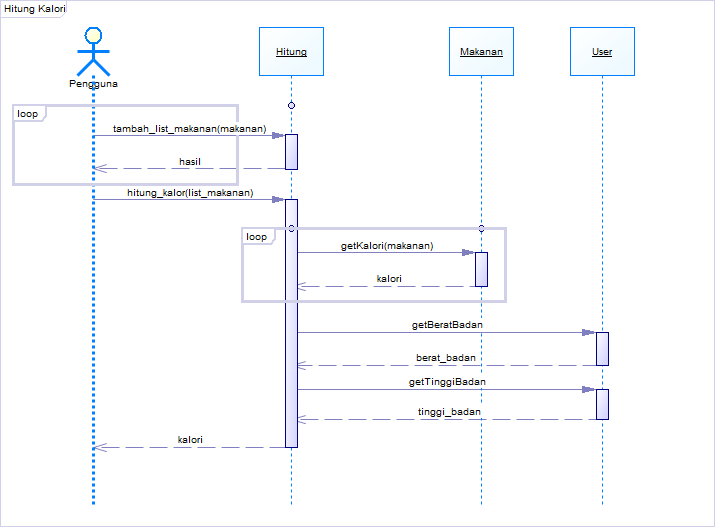 Hitung Kalori
Pengguna
Hitung
Makanan
User
loop
tambah_list_makanan(makanan)
hasil
hitung_kalor(list_makanan)
loop
getKalori(makanan)
kalori
getBeratBadan
berat_badan
getTinggiBadan
tinggi_badan
kalori